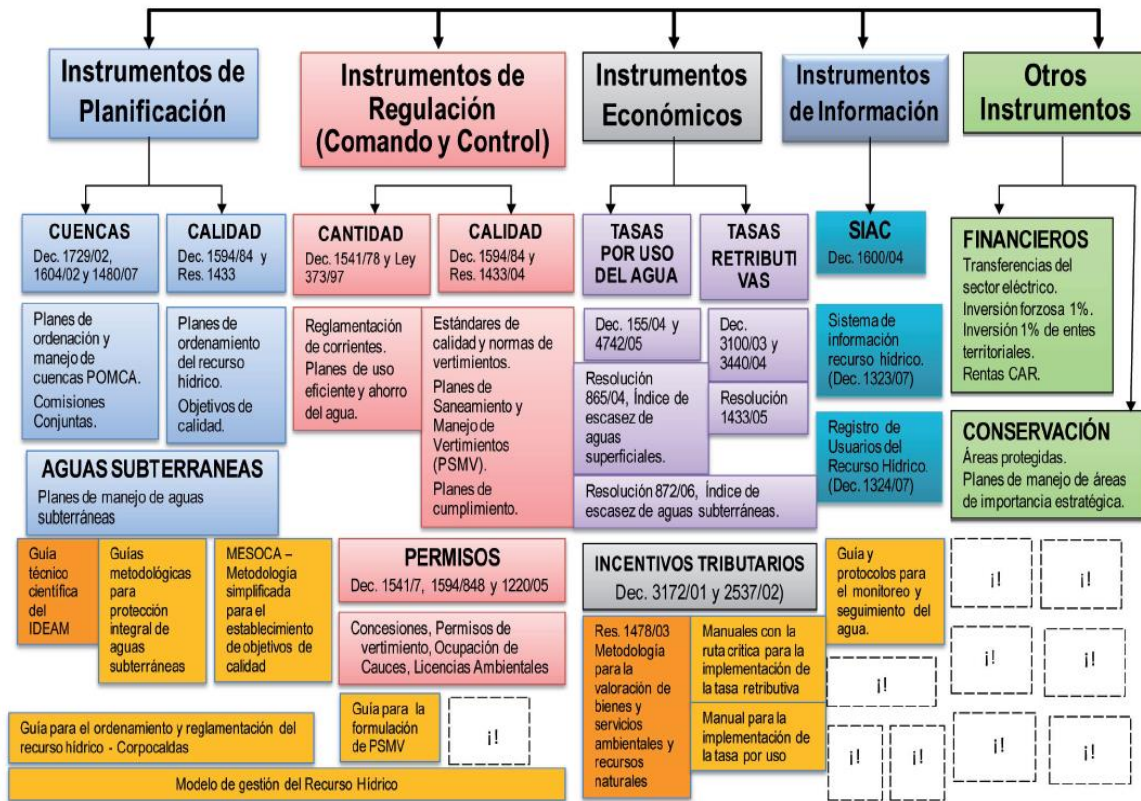 Instrumentos de
Planificación
Instrumentos de
Regulación
(Comando y Control)
Instrumentos
Económicos
Instrumentos
de Información
Otros
Instrumentos
CUENCAS
Dec. 1729/02,
1604/02 y 1480/07
CALIDAD
Dec. 1594/84 y
Res. 1433
CANTIDAD
Dec. 1541/78 y Ley
373/97
CALIDAD
Dec. 1594/84 y
Res. 1433/04
TASAS
POR USO
DEL AGUA
TASAS
RETRIBUTI
VAS
SIAC
Dec. 1600/04
FINANCIEROS
Transferencias del
sector eléctrico.
Inversión forzosa 1%.
Inversión 1% de entes
territoriales.
Rentas CAR.
Planes de
ordenación y
manejo de
cuencas POMCA.
Comisiones
Conjuntas.
Planes de
ordenamiento
del recurso
hídrico.
Objetivos de
calidad.
Reglamentación
de corrientes.
Planes de uso
eficiente y ahorro
del agua.
Estándares de
calidad y normas de
vertimientos.
Planes de
Saneamiento y
Manejo de
Vertimientos
(PSMV).
Planes de
cumplimiento.
Dec. 155/04 y
4742/05
Dec.
3100/03 y
3440/04
Resolución
865/04, Índice de
escasez de
aguas
superficiales.
Resolución
1433/05
Resolución 872/06, Índice de
escasez de aguas subterráneas.
Sistema de
información
recurso hídrico.
(Dec. 1323/07)
Registro de
Usuarios del
Recurso Hídrico.
(Dec. 1324/07)
CONSERVACIÓN
Áreas protegidas.
Planes de manejo de áreas
de importancia estratégica.
AGUAS SUBTERRANEAS
Planes de manejo de aguas
subterráneas
Guía
técnico
científica
del
IDEAM
Guías
metodológicas
para
protección
integral de
aguas
subterráneas
MESOCA –
Metodología
simplificada
para el
establecimiento
de objetivos de
calidad
PERMISOS
Dec. 1541/7, 1594/848 y 1220/05
Concesiones, Permisos de
vertimiento, Ocupación de
Cauces, Licencias Ambientales
INCENTIVOS TRIBUTARIOS
Dec. 3172/01 y 2537/02)
Res. 1478/03
Metodología
para la
valoración de
bienes y
servicios
ambientales y
recursos
naturales
Manuales con la
ruta critica para la
implementación de
la tasa retributiva
Manual para la
implementación de
la tasa por uso
Guía y
protocolos para
el monitoreo y
seguimiento del
agua.
¡!
¡!
¡!
¡!
¡!
¡!
¡!
¡!
¡!
Guía para el ordenamiento y reglamentación del
recurso hídrico - Corpocaldas
Guía para la
formulación
de PSMV
¡!
Modelo de gestión del Recurso Hídrico